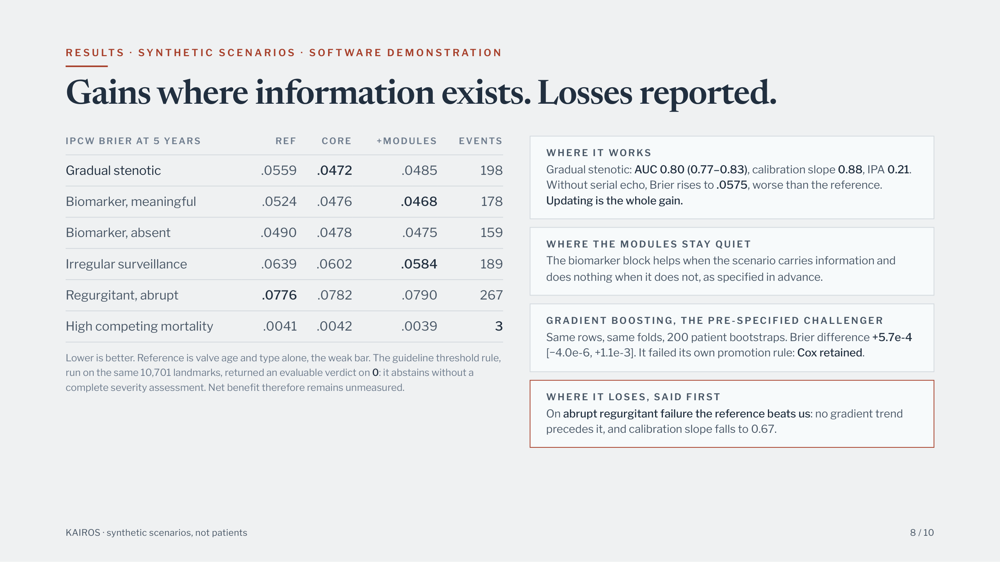 RESULTS · SYNTHETIC SCENARIOS · SOFTWARE DEMONSTRATION
Gains where information exists. Losses reported.
IPCW BRIER AT 5 YEARS REF CORE +MODULES EVENTS
Gradual stenotic .0559 .0472 .0485 198
Biomarker, meaningful .0524 .0476 .0468 178
Biomarker, absent .0490 .0478 .0475 159
Irregular surveillance .0639 .0602 .0584 189
Regurgitant, abrupt .0776 .0782 .0790 267
High competing mortality .0041 .0042 .0039 3
Lower is better. Reference is valve age and type alone, the weak bar. The guideline threshold rule,
run on the same 10,701 landmarks, returned an evaluable verdict on 0: it abstains without a
complete severity assessment. Net benefit therefore remains unmeasured.
WHERE IT WORKS
Gradual stenotic: AUC 0.80 (0.77–0.83), calibration slope 0.88, IPA 0.21.
Without serial echo, Brier rises to .0575, worse than the reference.
Updating is the whole gain.
WHERE THE MODULES STAY QUIET
The biomarker block helps when the scenario carries information and
does nothing when it does not, as specified in advance.
GRADIENT BOOSTING, THE PRE-SPECIFIED CHALLENGER
Same rows, same folds, 200 patient bootstraps. Brier difference +5.7e-4
[−4.0e-6, +1.1e-3]. It failed its own promotion rule: Cox retained.
WHERE IT LOSES, SAID FIRST
On abrupt regurgitant failure the reference beats us: no gradient trend
precedes it, and calibration slope falls to 0.67.
KAIROS · synthetic scenarios, not patients
8 / 10